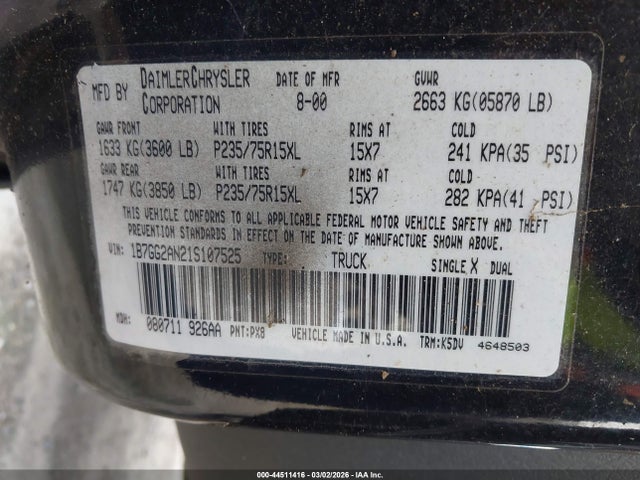 MFD BY DAIMLERCHRYSLER CORPORATION DATE OF MFR 8-00 GVWR 2663 KG(05870 LB)
GAWR FRONT WITH TIRES RIMS AT COLD
1633 KG(3600 LB) P235/75R15XL 15X7 241 KPA(35 PSI)
GAWR REAR WITH TIRES RIMS AT COLD
1747 KG(3850 LB) P235/75R15XL 15X7 282 KPA(41 PSI)
THIS VEHICLE CONFORMS TO ALL APPLICABLE FEDERAL MOTOR VEHICLE SAFETY AND THEFT
PREVENTION STANDARDS IN EFFECT ON THE DATE OF MANUFACTURE SHOWN ABOVE.
VIN: 1B7GG2AN21S107525 TYPE: TRUCK SINGLE X DUAL
MDH: 080711 926AA PNT:PX8 VEHICLE MADE IN U.S.A. TRM:K5DV 4648503
000-44511416 - 03/02/2026 - IAA Inc.